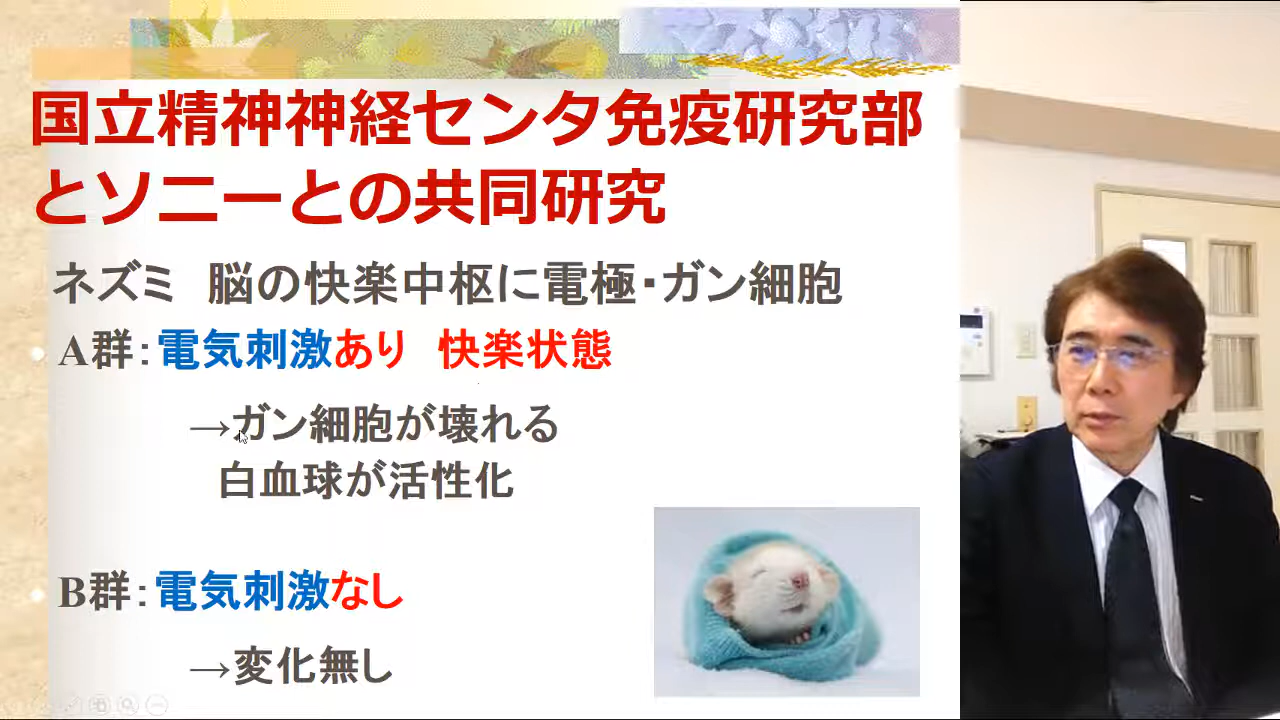 国立精神神経センタ免疫研究部
とソニーとの共同研究
ネズミ 脳の快楽中枢に電極・ガン細胞
A群：電気刺激あり 快楽状態
→ガン細胞が壊れる
白血球が活性化
B群：電気刺激なし
→変化無し